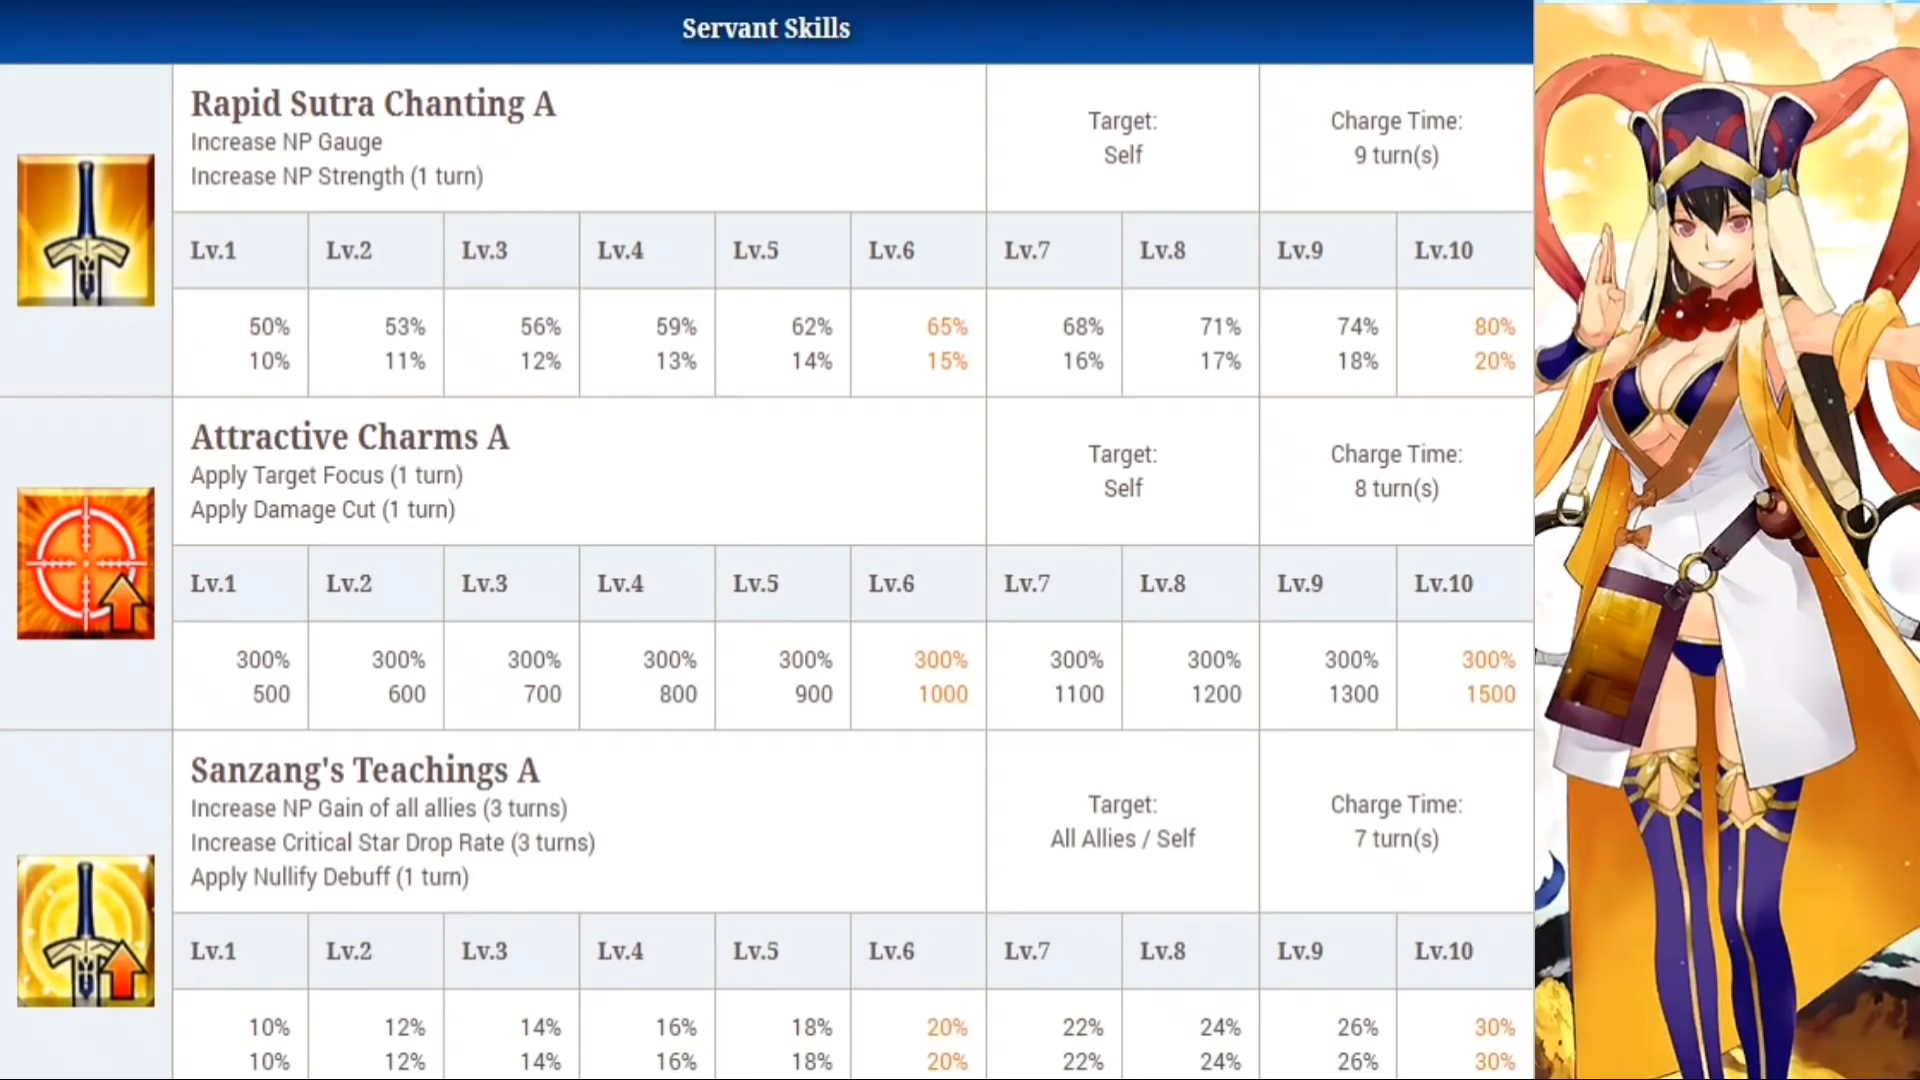 Servant Skills
Rapid Sutra Chanting A
Increase NP Gauge
Increase NP Strength (1 turn)
Target:
Self
Charge Time:
9 turn(s)
Lv.1 Lv.2 Lv.3 Lv.4 Lv.5 Lv.6 Lv.7 Lv.8 Lv.9 Lv.10
50% 53% 56% 59% 62% 65% 68% 71% 74% 80%
10% 11% 12% 13% 14% 15% 16% 17% 18% 20%
Attractive Charms A
Apply Target Focus (1 turn)
Apply Damage Cut (1 turn)
Target:
Self
Charge Time:
8 turn(s)
Lv.1 Lv.2 Lv.3 Lv.4 Lv.5 Lv.6 Lv.7 Lv.8 Lv.9 Lv.10
300% 300% 300% 300% 300% 300% 300% 300% 300% 300%
500 600 700 800 900 1000 1100 1200 1300 1500
Sanzang's Teachings A
Increase NP Gain of all allies (3 turns)
Increase Critical Star Drop Rate (3 turns)
Apply Nullify Debuff (1 turn)
Target:
All Allies / Self
Charge Time:
7 turn(s)
Lv.1 Lv.2 Lv.3 Lv.4 Lv.5 Lv.6 Lv.7 Lv.8 Lv.9 Lv.10
10% 12% 14% 16% 18% 20% 22% 24% 26% 30%
10% 12% 14% 16% 18% 20% 22% 24% 26% 30%